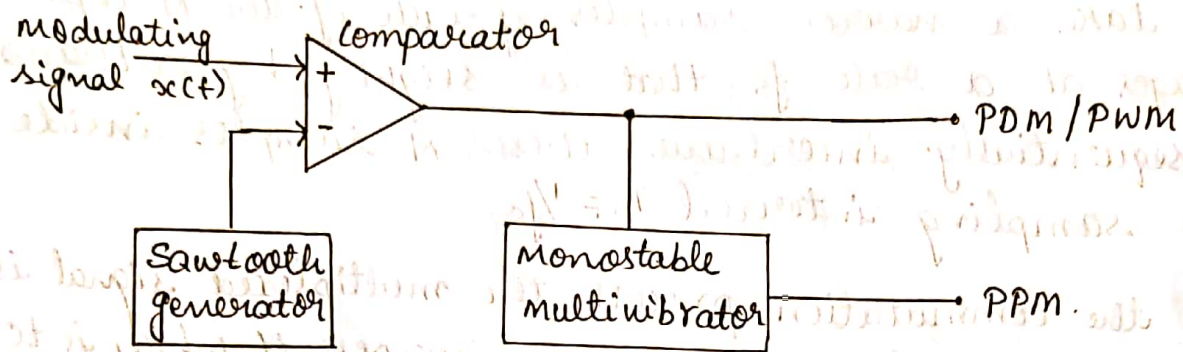 modulating
signal x(t)
comparator
+
-
PDM / PWM
Sawtooth
generator
Monostable
multivibrator
PPM.